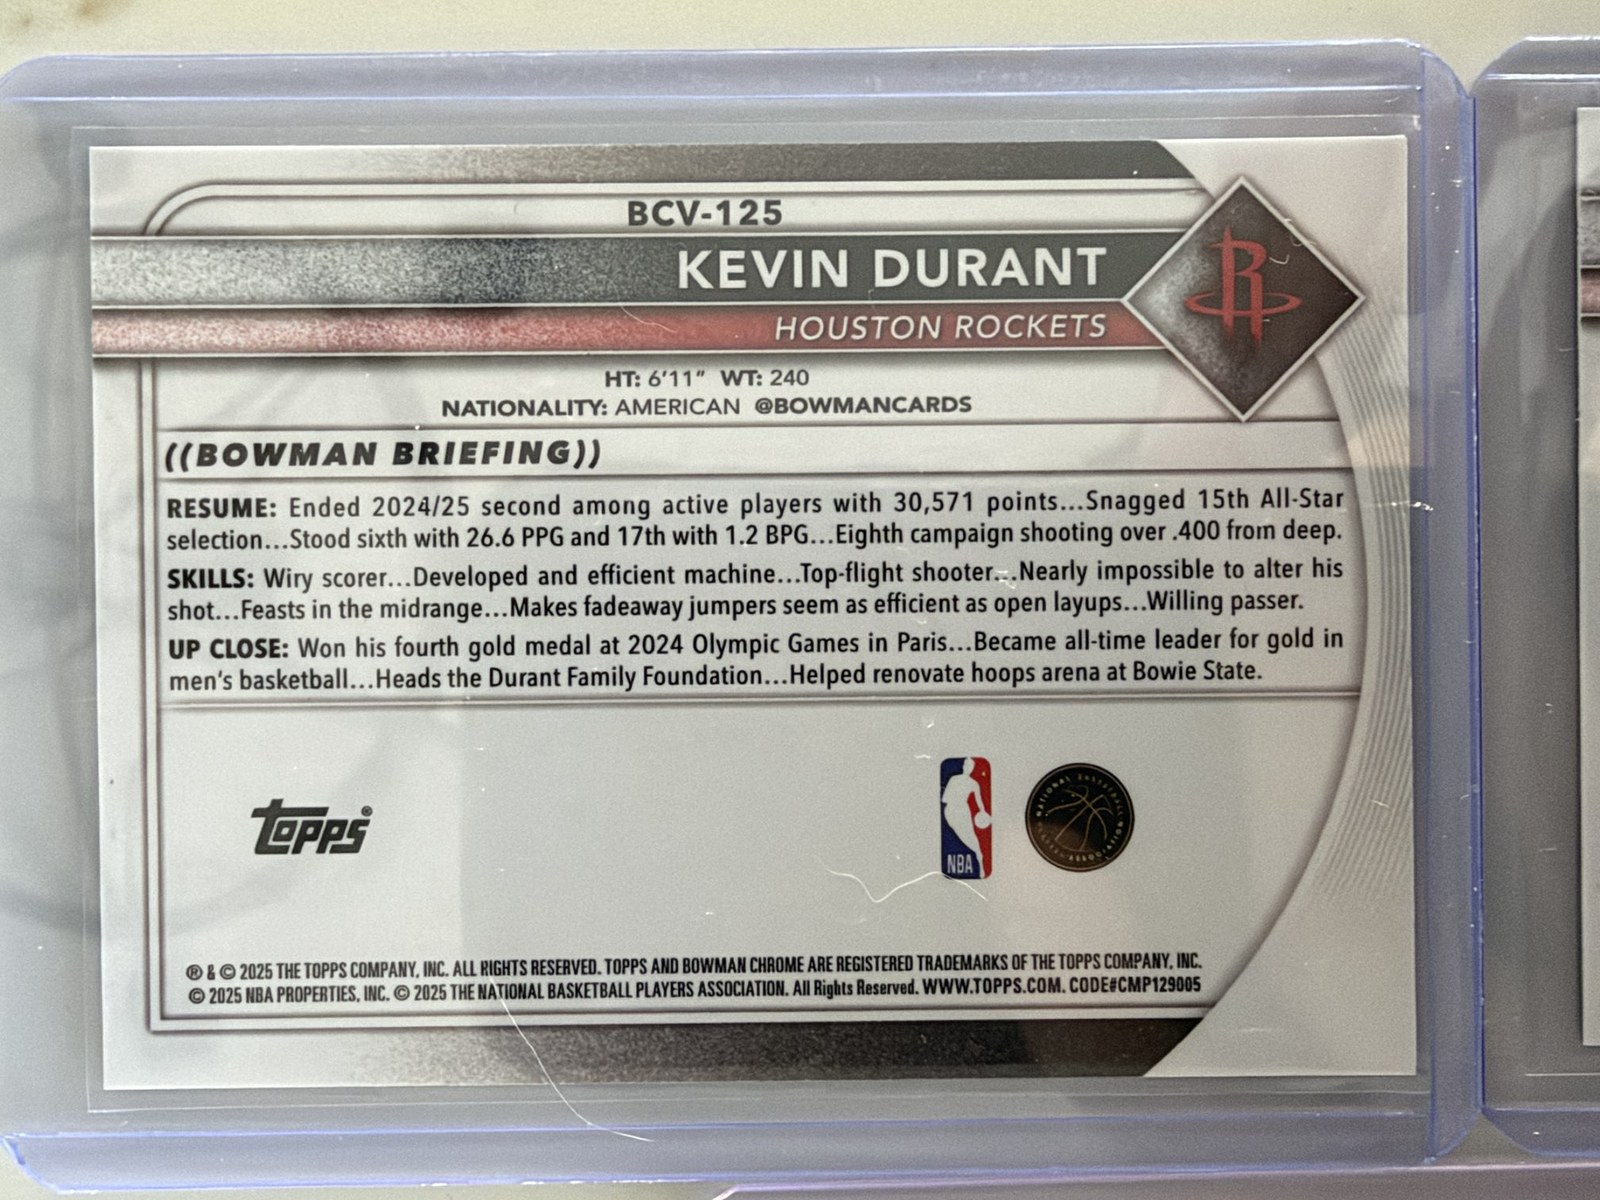 BCV-125
KEVIN DURANT
HOUSTON ROCKETS
R
HT: 6'11" WT: 240
NATIONALITY: AMERICAN @BOWMANCARDS
((BOWMAN BRIEFING))
RESUME: Ended 2024/25 second among active players with 30,571 points...Snagged 15th All-Star
selection...Stood sixth with 26.6 PPG and 17th with 1.2 BPG...Eighth campaign shooting over .400 from deep.
SKILLS: Wiry scorer...Developed and efficient machine...Top-flight shooter...Nearly impossible to alter his
shot...Feasts in the midrange...Makes fadeaway jumpers seem as efficient as open layups...Willing passer.
UP CLOSE: Won his fourth gold medal at 2024 Olympic Games in Paris...Became all-time leader for gold in
men's basketball...Heads the Durant Family Foundation...Helped renovate hoops arena at Bowie State.
Topps®
NBA
NATIONAL BASKETBALL PLAYERS ASSOCIATION
® & © 2025 THE TOPPS COMPANY, INC. ALL RIGHTS RESERVED. TOPPS AND BOWMAN CHROME ARE REGISTERED TRADEMARKS OF THE TOPPS COMPANY, INC.
© 2025 NBA PROPERTIES, INC. © 2025 THE NATIONAL BASKETBALL PLAYERS ASSOCIATION. All Rights Reserved. WWW.TOPPS.COM. CODE#CMP129005